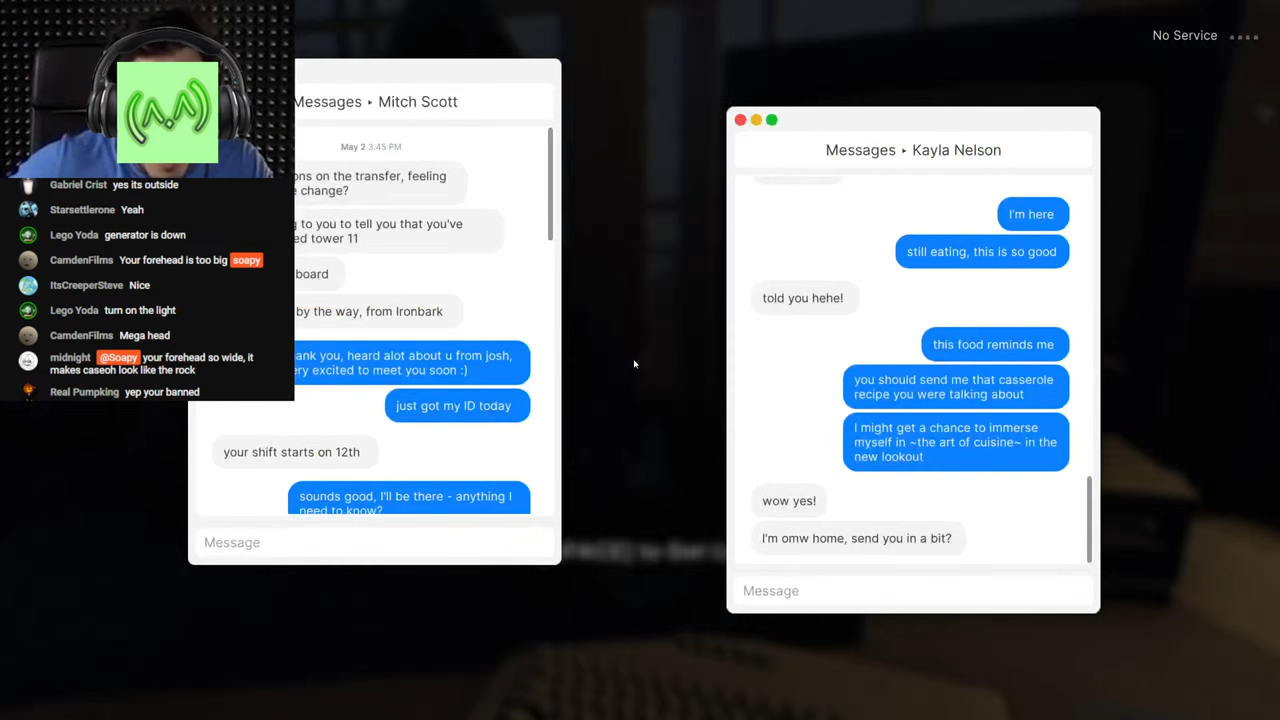 No Service
Messages ▸ Mitch Scott
May 2 3:45 PM
ons on the transfer, feeling
e change?
g to you to tell you that you've
ed tower 11
board
by the way, from Ironbark
ank you, heard alot about u from josh,
ery excited to meet you soon :)
just got my ID today
your shift starts on 12th
sounds good, I'll be there - anything I
need to know?
Message
Messages ▸ Kayla Nelson
I'm here
still eating, this is so good
told you hehe!
this food reminds me
you should send me that casserole
recipe you were talking about
I might get a chance to immerse
myself in ~the art of cuisine~ in the
new lookout
wow yes!
I'm omw home, send you in a bit?
Message
(^.^)
Gabriel Crist yes its outside
Starsettlerone Yeah
Lego Yoda generator is down
CamdenFilms Your forehead is too big soapy
ItsCreeperSteve Nice
Lego Yoda turn on the light
CamdenFilms Mega head
midnight @Soapy your forehead so wide, it
makes caseoh look like the rock
Real Pumpking yep your banned